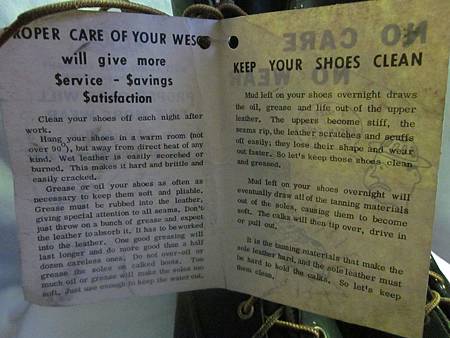 PROPER CARE OF YOUR WESCO
will give more
Service - Savings
Satisfaction
Clean your shoes off each night after
work.
Hang your shoes in a warm room (not
over 90°), but away from direct heat of any
kind. Wet leather is easily scorched or
burned. This makes it hard and brittle and
easily cracked.
Grease or oil your shoes as often as
necessary to keep them soft and pliable.
Grease must be rubbed into the leather,
giving special attention to all seams. Don't
just throw on a bunch of grease and expect
the leather to absorb it. It has to be worked
into the leather. One good greasing will
last longer and do more good than a half
dozen careless ones. Do not over-oil or
grease the soles on calked boots. Too
much oil or grease will make the soles too
soft. Just use enough to keep the water out.
NO CARE
NO WEAR
KEEP YOUR SHOES CLEAN
Mud left on your shoes overnight draws
the oil, grease and life out of the upper
leather. The uppers become stiff, the
seams rip, the leather scratches and scuffs
off easily; they lose their shape and wear
out faster. So let's keep those shoes clean
and greased.
Mud left on your shoes overnight will
eventually draw all of the tanning materials
out of the soles, causing them to become
soft. The calks will then tip over, drive in
or pull out.
It is the tanning materials that make the
sole leather hard, and the sole leather must
be hard to hold the calks. So let's keep
them clean.